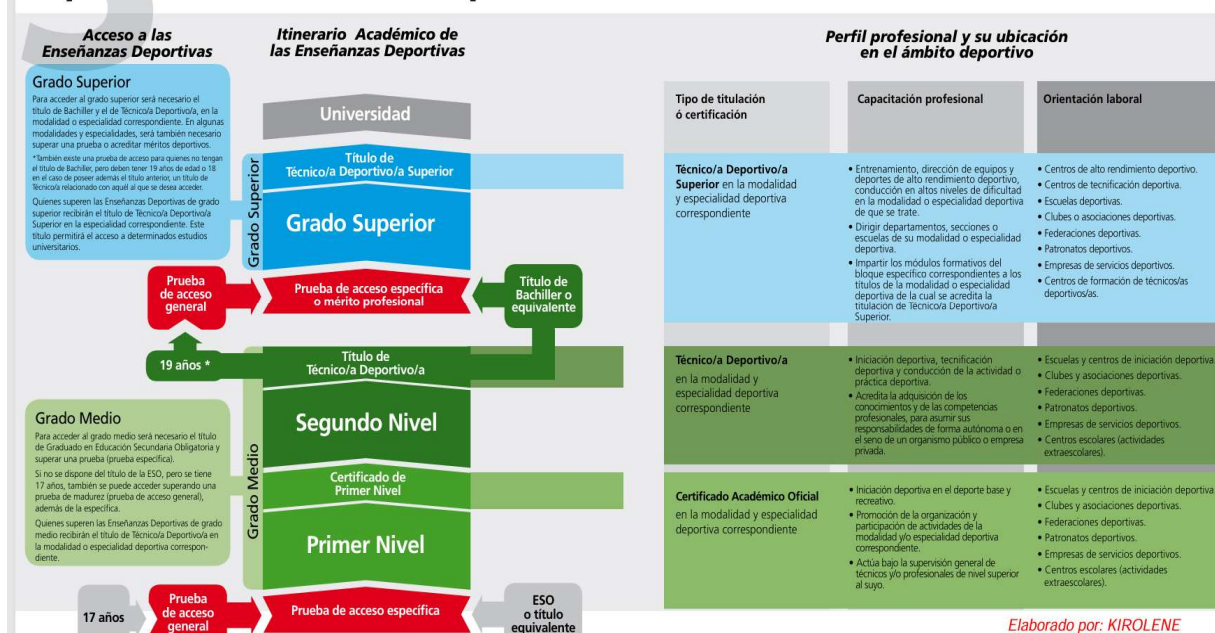 Acceso a las
Enseñanzas Deportivas
Grado Superior
Para acceder al grado superior será necesario el
título de Bachiller y el de Técnico/a Deportivo/a, en la
modalidad o especialidad correspondiente. En algunas
modalidades y especialidades, será también necesario
superar una prueba o acreditar méritos deportivos.
*También existe una prueba de acceso para quienes no tengan
el título de Bachiller, pero deben tener 19 años de edad o 18
en el caso de poseer además el título anterior, un título de
Técnico/a relacionado con aquél al que se desea acceder.
Quienes superen las Enseñanzas Deportivas de grado
superior recibirán el título de Técnico/a Deportivo/a
Superior en la especialidad correspondiente. Este
título permitirá el acceso a determinados estudios
universitarios.
Prueba
de acceso
general
19 años *
Grado Medio
Para acceder al grado medio será necesario el título
de Graduado en Educación Secundaria Obligatoria y
superar una prueba (prueba específica).
Si no se dispone del título de la ESO, pero se tiene
17 años, también se puede acceder superando una
prueba de madurez (prueba de acceso general),
además de la específica.
Quienes superen las Enseñanzas Deportivas de grado
medio recibirán el título de Técnico/a Deportivo/a en
la modalidad o especialidad deportiva correspon-
diente.
17 años
Prueba
de acceso
general
Itinerario Académico de
las Enseñanzas Deportivas
Universidad
Grado Superior
Título de
Técnico/a Deportivo/a Superior
Grado Superior
Prueba de acceso específica
o mérito profesional
Título de
Bachiller o
equivalente
Grado Medio
Título de
Técnico/a Deportivo/a
Segundo Nivel
Certificado de
Primer Nivel
Primer Nivel
Prueba de acceso específica
ESO
o título
equivalente
Perfil profesional y su ubicación
en el ámbito deportivo
Tipo de titulación
ó certificación
Capacitación profesional
Orientación laboral
Técnico/a Deportivo/a
Superior en la modalidad
y especialidad deportiva
correspondiente
• Entrenamiento, dirección de equipos y
deportes de alto rendimiento deportivo,
conducción en altos niveles de dificultad
en la modalidad o especialidad deportiva
de que se trate.
• Dirigir departamentos, secciones o
escuelas de su modalidad o especialidad
deportiva.
• Impartir los módulos formativos del
bloque específico correspondientes a los
títulos de la modalidad o especialidad
deportiva de la cual se acredita la
titulación de Técnico/a Deportivo/a
Superior.
• Centros de alto rendimiento deportivo.
• Centros de tecnificación deportiva.
• Escuelas deportivas.
• Clubes o asociaciones deportivas.
• Federaciones deportivas.
• Patronatos deportivos.
• Empresas de servicios deportivos.
• Centros de formación de técnicos/as
deportivos/as.
Técnico/a Deportivo/a
en la modalidad y
especialidad deportiva
correspondiente
• Iniciación deportiva, tecnificación
deportiva y conducción de la actividad o
práctica deportiva.
• Acredita la adquisición de los
conocimientos y de las competencias
profesionales, para asumir sus
responsabilidades de forma autónoma o en
el seno de un organismo público o empresa
privada.
• Escuelas y centros de iniciación deportiva
• Clubes y asociaciones deportivas.
• Federaciones deportivas.
• Patronatos deportivos.
• Empresas de servicios deportivos.
• Centros escolares (actividades
extraescolares).
Certificado Académico Oficial
en la modalidad y especialidad
deportiva correspondiente
• Iniciación deportiva en el deporte base y
recreativo.
• Promoción de la organización y
participación de actividades de la
modalidad y/o especialidad deportiva
correspondiente.
• Actúa bajo la supervisión general de
técnicos y/o profesionales de nivel superior
al suyo.
• Escuelas y centros de iniciación deportiva
• Clubes y asociaciones deportivas.
• Federaciones deportivas.
• Patronatos deportivos.
• Empresas de servicios deportivos.
• Centros escolares (actividades
extraescolares).
Elaborado por: KIROLENE